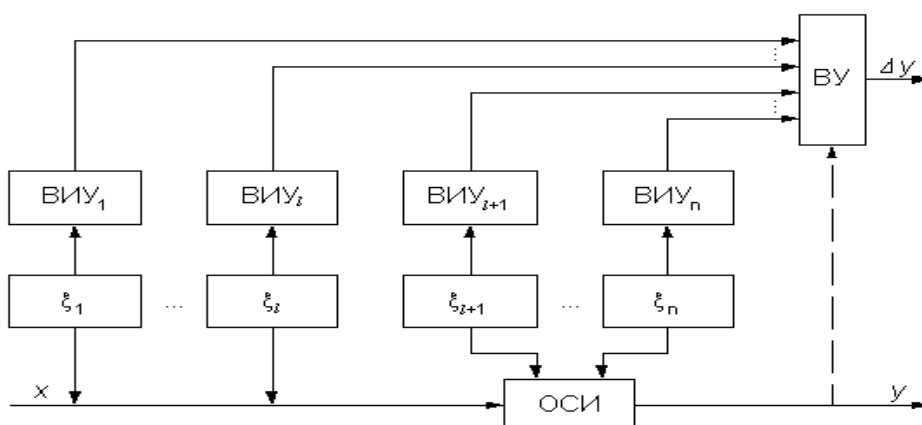 ВУ
Δy
ВИУ₁ ВИУₗ ВИУₗ₊₁ ВИУₙ
ξ₁ ... ξₗ ξₗ₊₁ ... ξₙ
x ОСИ y